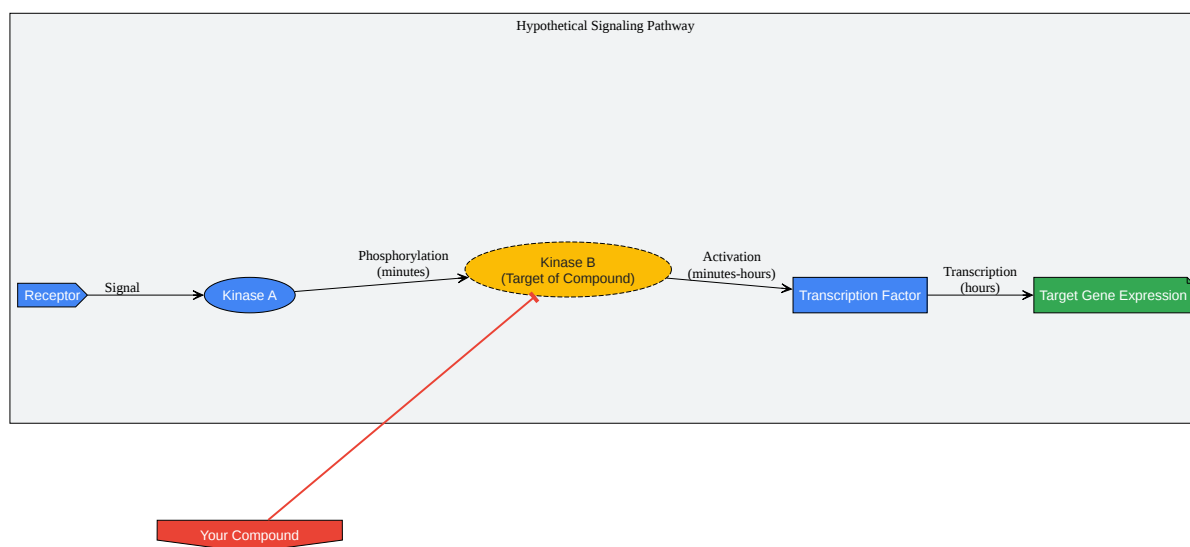 Hypothetical Signaling Pathway
Receptor
Signal
Kinase A
Phosphorylation
(minutes)
Kinase B
(Target of Compound)
Activation
(minutes-hours)
Transcription Factor
Transcription
(hours)
Target Gene Expression
Your Compound